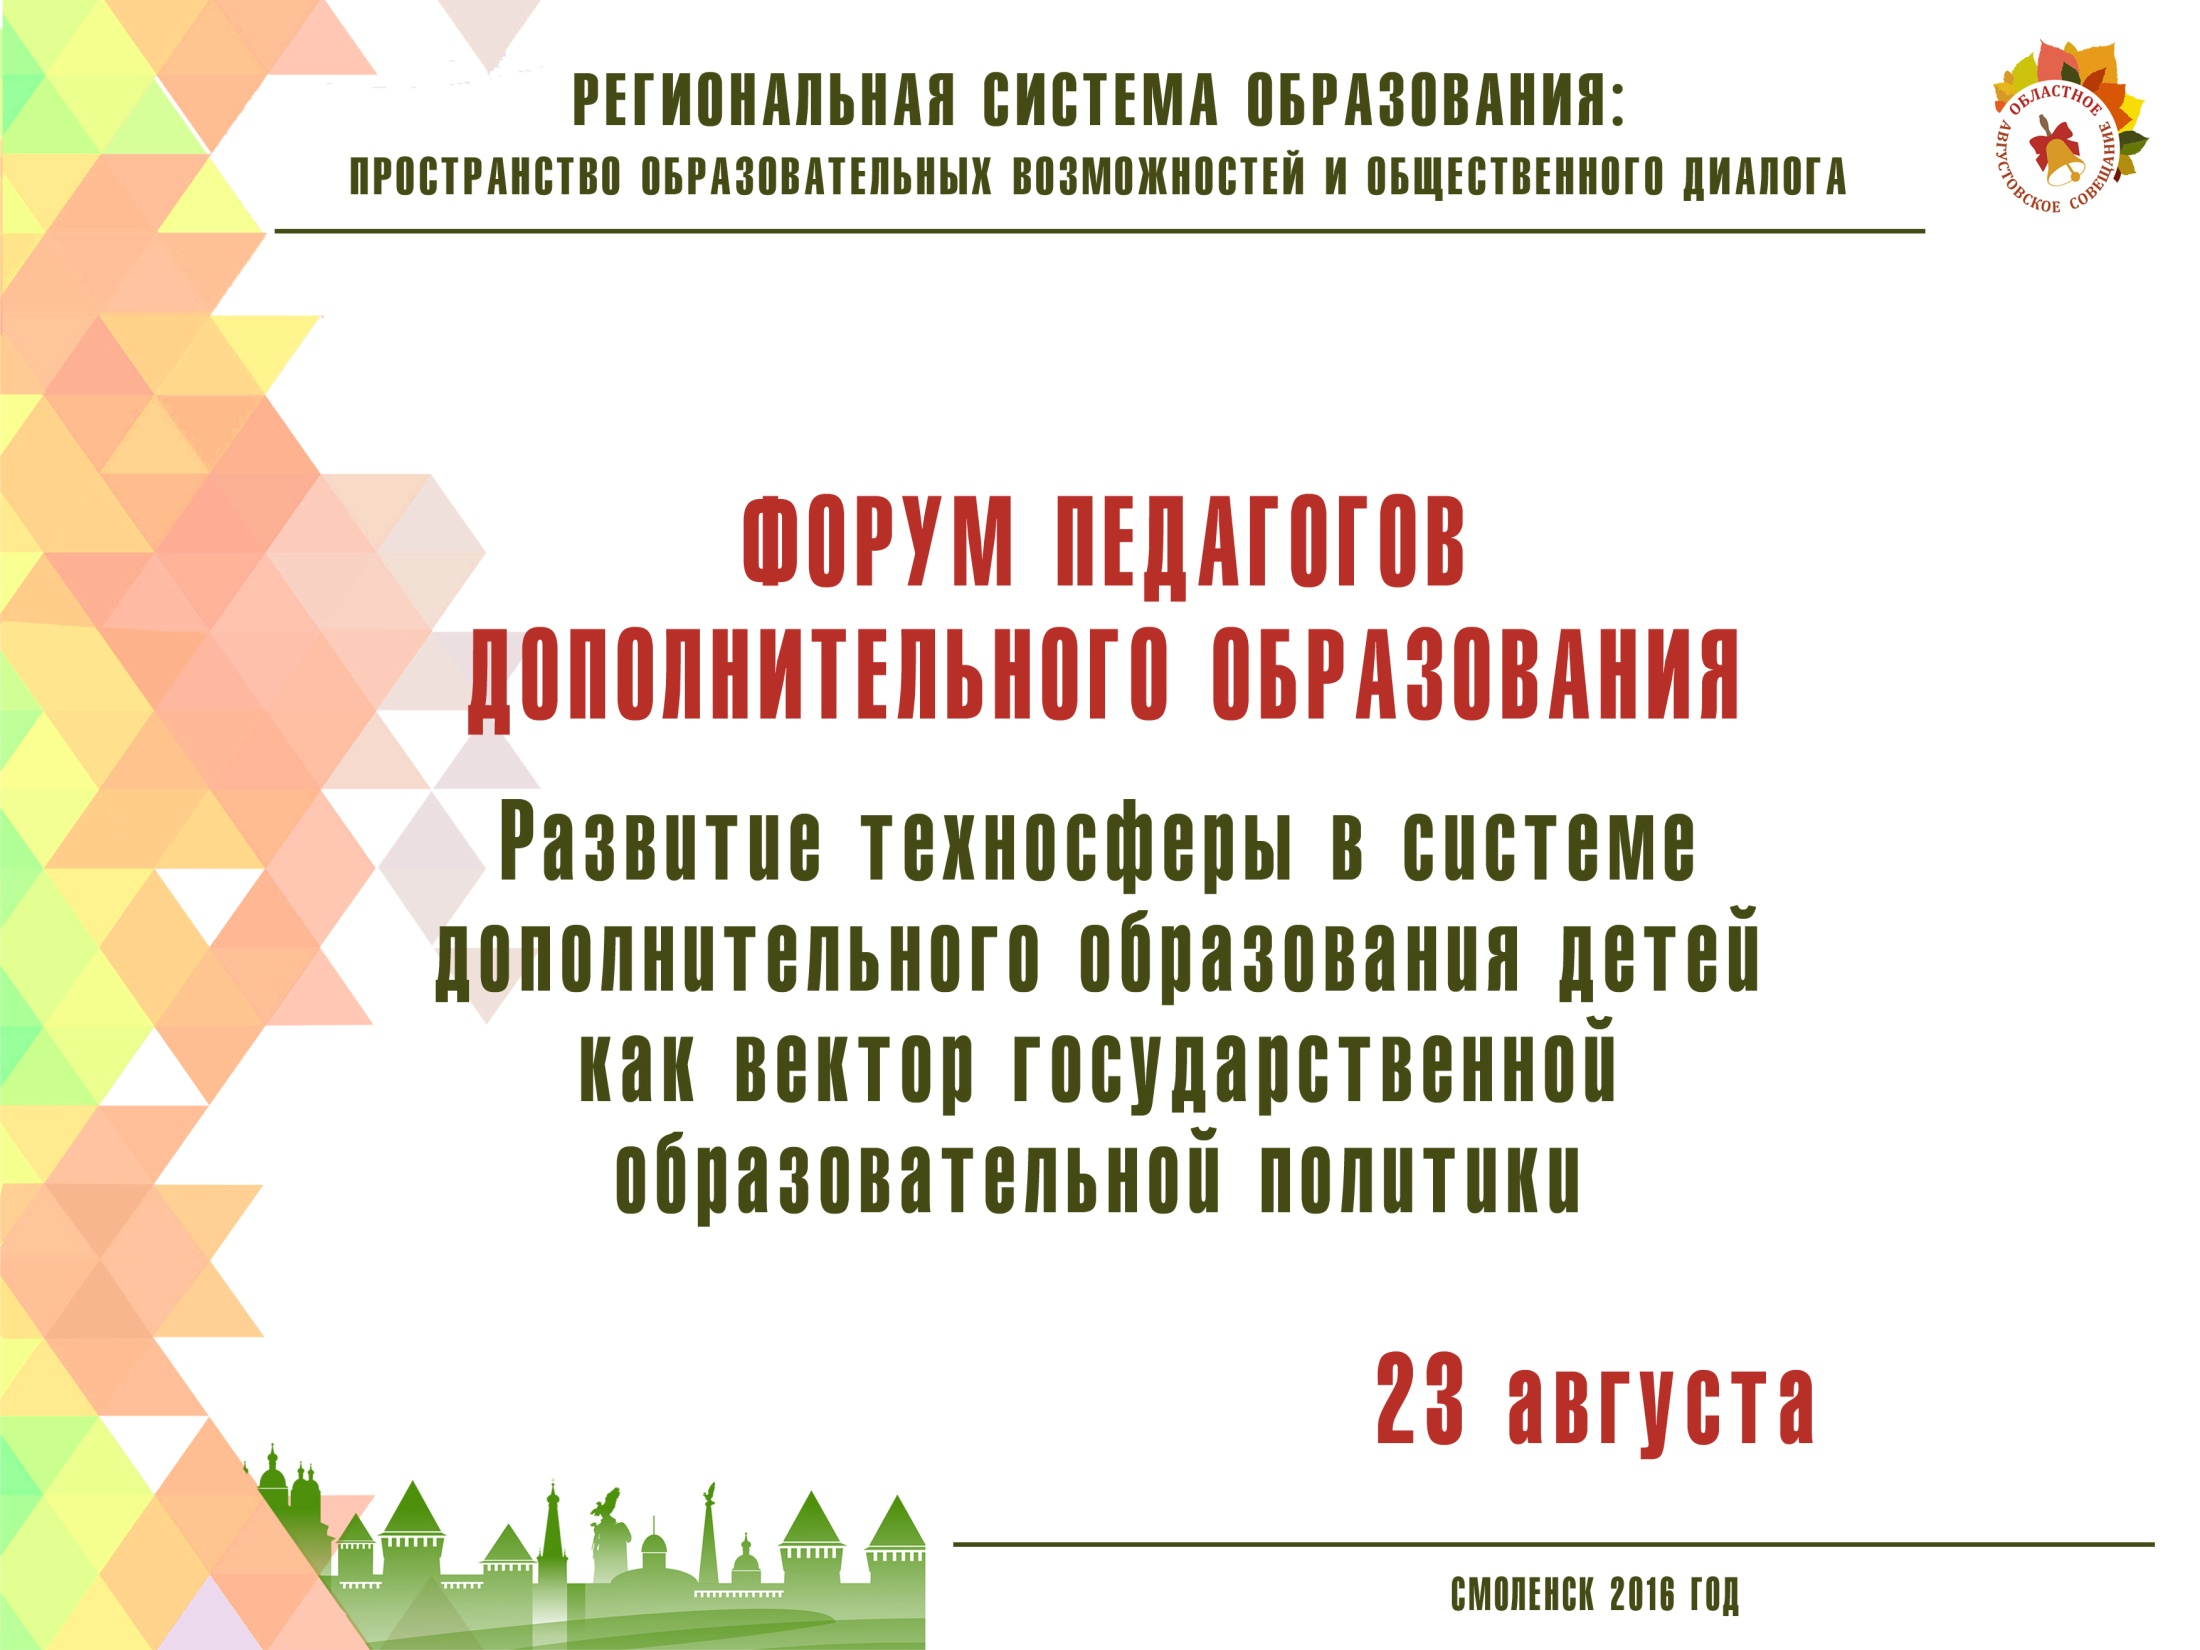 РЕГИОНАЛЬНАЯ СИСТЕМА ОБРАЗОВАНИЯ:
ПРОСТРАНСТВО ОБРАЗОВАТЕЛЬНЫХ ВОЗМОЖНОСТЕЙ И ОБЩЕСТВЕННОГО ДИАЛОГА
ОБЛАСТНОЕ
АВГУСТОВСКОЕ СОВЕЩАНИЕ
ФОРУМ ПЕДАГОГОВ
ДОПОЛНИТЕЛЬНОГО ОБРАЗОВАНИЯ
Развитие техносферы в системе
дополнительного образования детей
как вектор государственной
образовательной политики
23 августа
СМОЛЕНСК 2016 ГОД